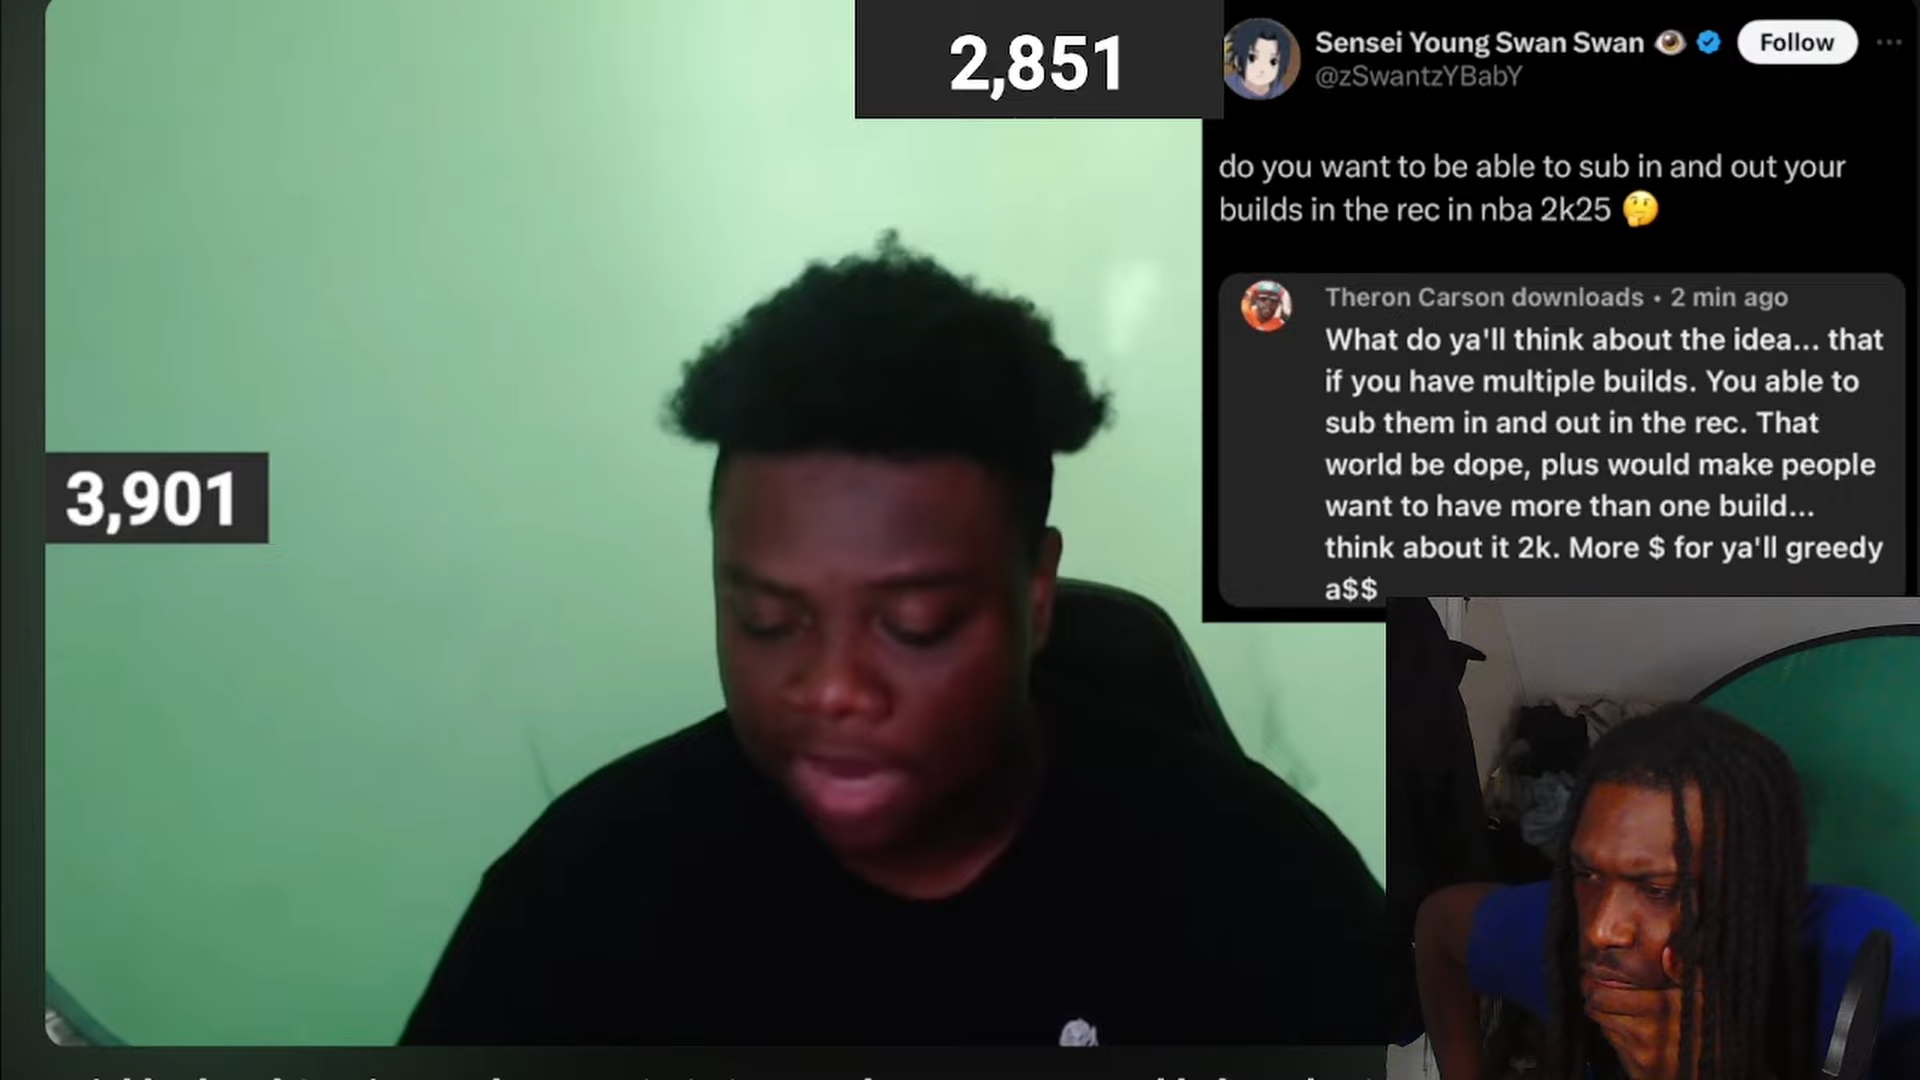 2,851
Sensei Young Swan Swan 👁
Follow
@zSwantzYBabY
do you want to be able to sub in and out your
builds in the rec in nba 2k25 🤔
Theron Carson downloads • 2 min ago
What do ya'll think about the idea... that
if you have multiple builds. You able to
sub them in and out in the rec. That
world be dope, plus would make people
want to have more than one build...
think about it 2k. More $ for ya'll greedy
a$$
3,901